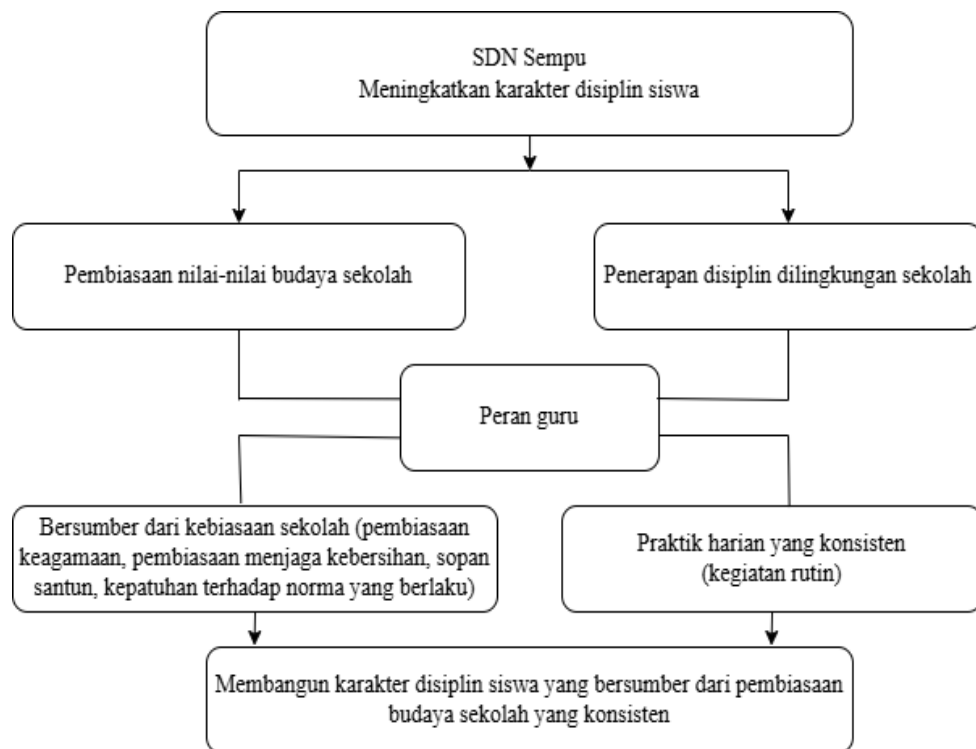 SDN Sempu
Meningkatkan karakter disiplin siswa
Pembiasaan nilai-nilai budaya sekolah
Penerapan disiplin dilingkungan sekolah
Peran guru
Bersumber dari kebiasaan sekolah (pembiasaan
keagamaan, pembiasaan menjaga kebersihan, sopan
santun, kepatuhan terhadap norma yang berlaku)
Praktik harian yang konsisten
(kegiatan rutin)
Membangun karakter disiplin siswa yang bersumber dari pembiasaan
budaya sekolah yang konsisten